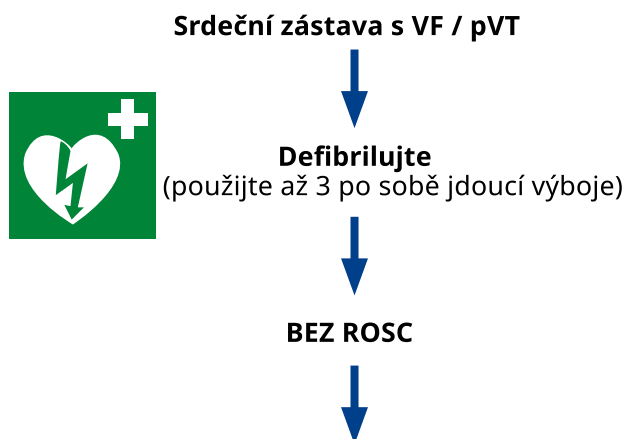 Srdeční zástava s VF / pVT
Defibrilujte
(použijte až 3 po sobě jdoucí výboje)
BEZ ROSC